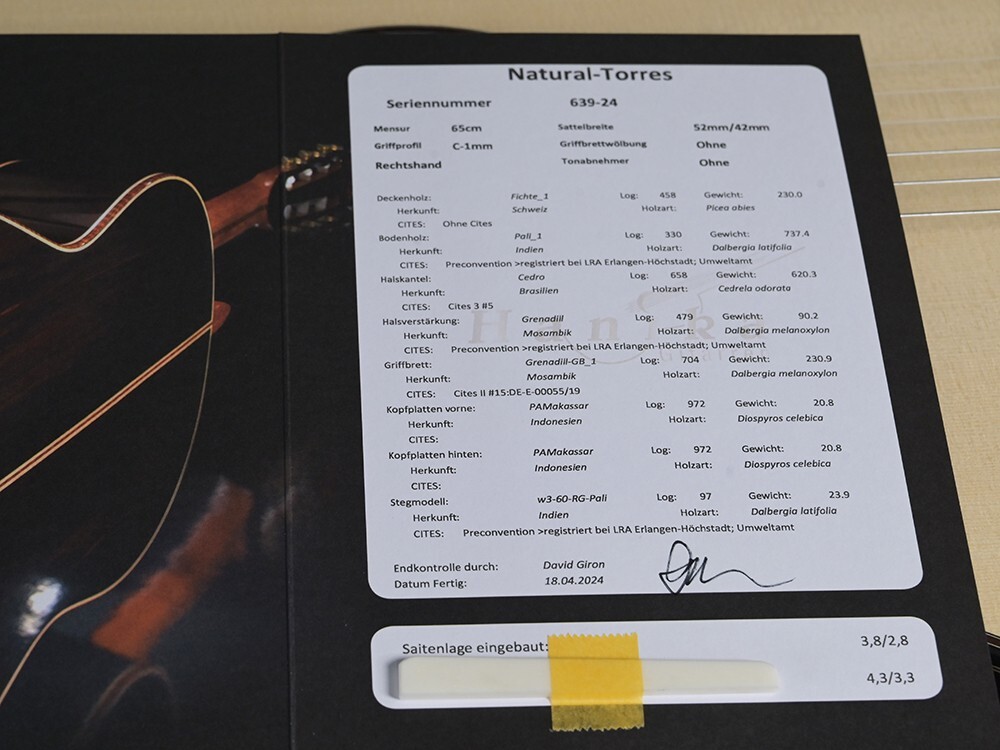 Natural-Torres
Seriennummer 639-24
Mensur 65cm Sattelbreite 52mm/42mm
Griffprofil C-1mm Griffbrettwölbung Ohne
Rechtshand Tonabnehmer Ohne
Deckenholz: Fichte_1 Log: 458 Gewicht: 230.0
Herkunft: Schweiz Holzart: Picea abies
CITES: Ohne Cites
Bodenholz: Pali_1 Log: 330 Gewicht: 737.4
Herkunft: Indien Holzart: Dalbergia latifolia
CITES: Preconvention >registriert bei LRA Erlangen-Höchstadt; Umweltamt
Halskantel: Cedro Log: 658 Gewicht: 620.3
Herkunft: Brasilien Holzart: Cedrela odorata
CITES: Cites 3 #5
Hanika
Halsverstärkung: Grenadill Log: 479 Gewicht: 90.2
Herkunft: Mosambik Holzart: Dalbergia melanoxylon
CITES: Preconvention >registriert bei LRA Erlangen-Höchstadt; Umweltamt
Griffbrett: Grenadill-GB_1 Log: 704 Gewicht: 230.9
Herkunft: Mosambik Holzart: Dalbergia melanoxylon
CITES: Cites II #15:DE-E-00055/19
Kopfplatten vorne: PAMakassar Log: 972 Gewicht: 20.8
Herkunft: Indonesien Holzart: Diospyros celebica
CITES:
Kopfplatten hinten: PAMakassar Log: 972 Gewicht: 20.8
Herkunft: Indonesien Holzart: Diospyros celebica
CITES:
Stegmodell: w3-60-RG-Pali Log: 97 Gewicht: 23.9
Herkunft: Indien Holzart: Dalbergia latifolia
CITES: Preconvention >registriert bei LRA Erlangen-Höchstadt; Umweltamt
Endkontrolle durch: David Giron
Datum Fertig: 18.04.2024
Saitenlage eingebaut: 3,8/2,8
4,3/3,3